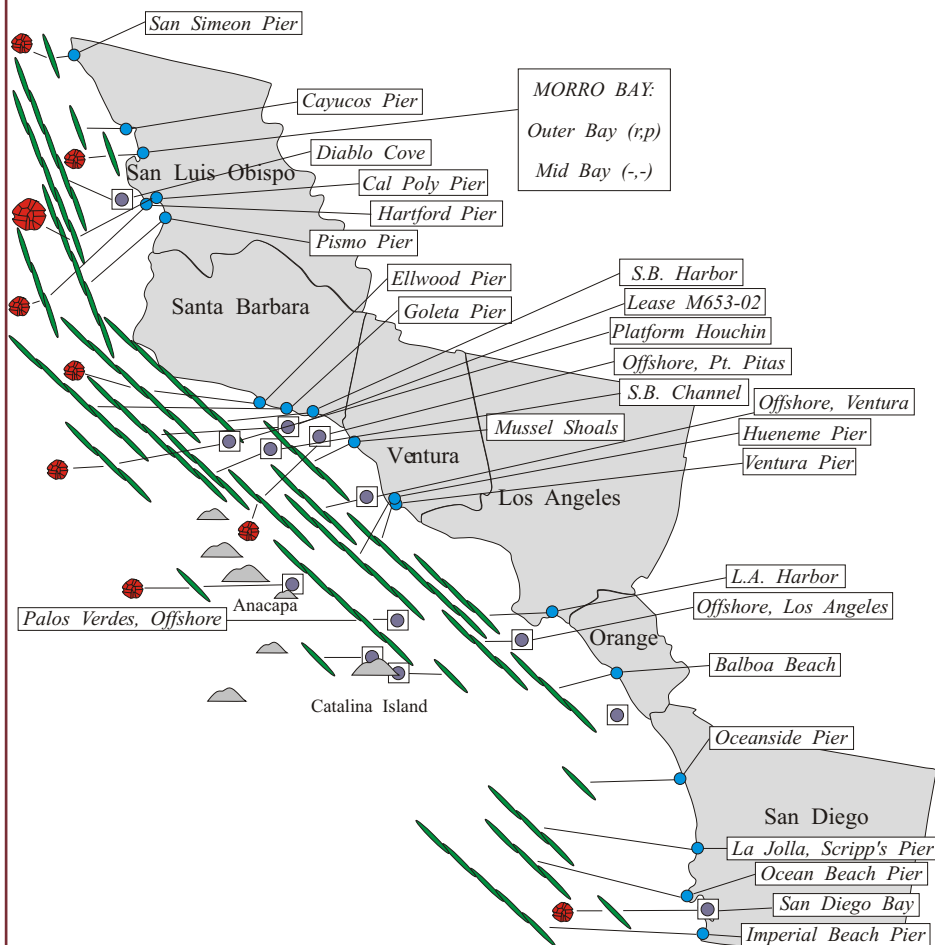 San Simeon Pier
Cayucos Pier
MORRO BAY:
Outer Bay (r,p)
Mid Bay (-,-)
Diablo Cove
San Luis Obispo
Cal Poly Pier
Hartford Pier
Pismo Pier
Ellwood Pier
S.B. Harbor
Santa Barbara
Goleta Pier
Lease M653-02
Platform Houchin
Offshore, Pt. Pitas
S.B. Channel
Offshore, Ventura
Mussel Shoals
Hueneme Pier
Ventura
Ventura Pier
Los Angeles
L.A. Harbor
Anacapa
Offshore, Los Angeles
Palos Verdes, Offshore
Orange
Balboa Beach
Catalina Island
Oceanside Pier
San Diego
La Jolla, Scripp's Pier
Ocean Beach Pier
San Diego Bay
Imperial Beach Pier